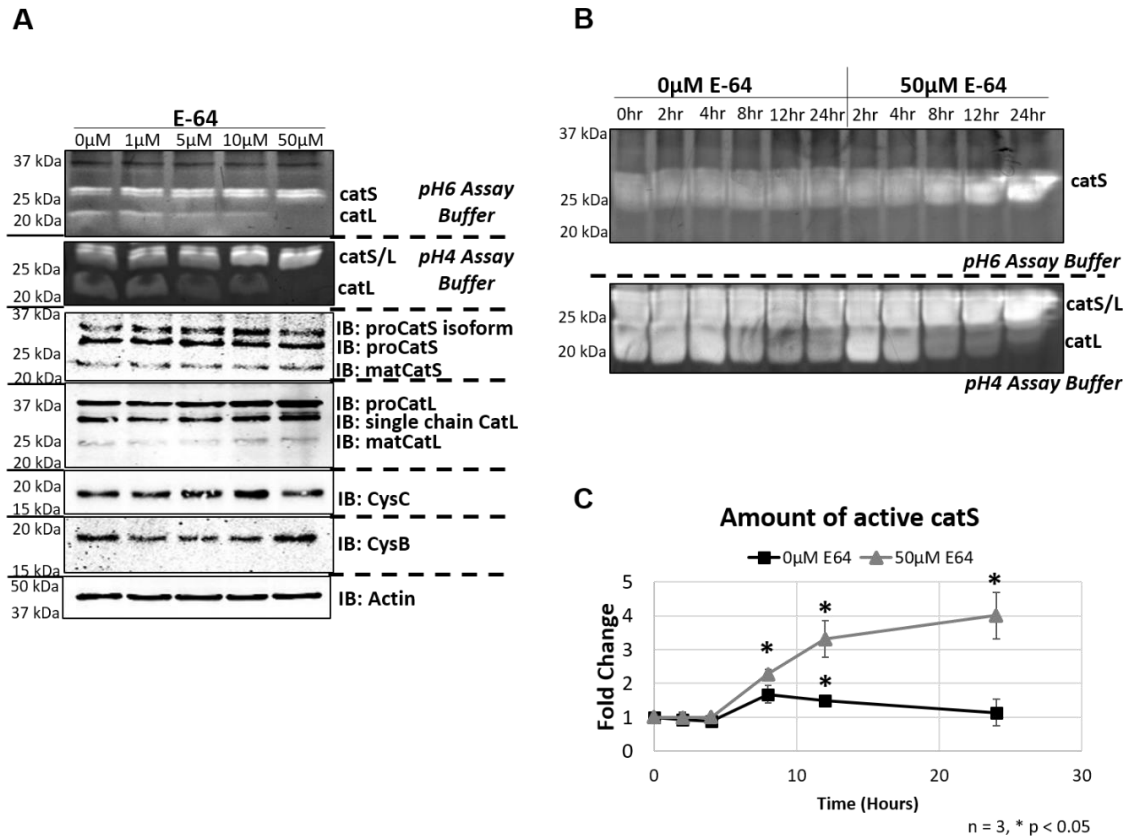 A
E-64
0μM 1μM 5μM 10μM 50μM
37 kDa
25 kDa
20 kDa
catS
catL
pH6 Assay
Buffer
25 kDa
20 kDa
catS/L
catL
pH4 Assay
Buffer
37 kDa
25 kDa
20 kDa
IB: proCatS isoform
IB: proCatS
IB: matCatS
37 kDa
25 kDa
20 kDa
IB: proCatL
IB: single chain CatL
IB: matCatL
20 kDa
15 kDa
IB: CysC
20 kDa
15 kDa
IB: CysB
50 kDa
37 kDa
IB: Actin
B
0μM E-64 50μM E-64
0hr 2hr 4hr 8hr 12hr 24hr 2hr 4hr 8hr 12hr 24hr
37 kDa
25 kDa
20 kDa
catS
pH6 Assay Buffer
25 kDa
20 kDa
catS/L
catL
pH4 Assay Buffer
C
Amount of active catS
0μM E64 50μM E64
Fold Change
5
4
3
2
1
0
* * * *
0 10 20 30
Time (Hours)
n = 3, * p < 0.05